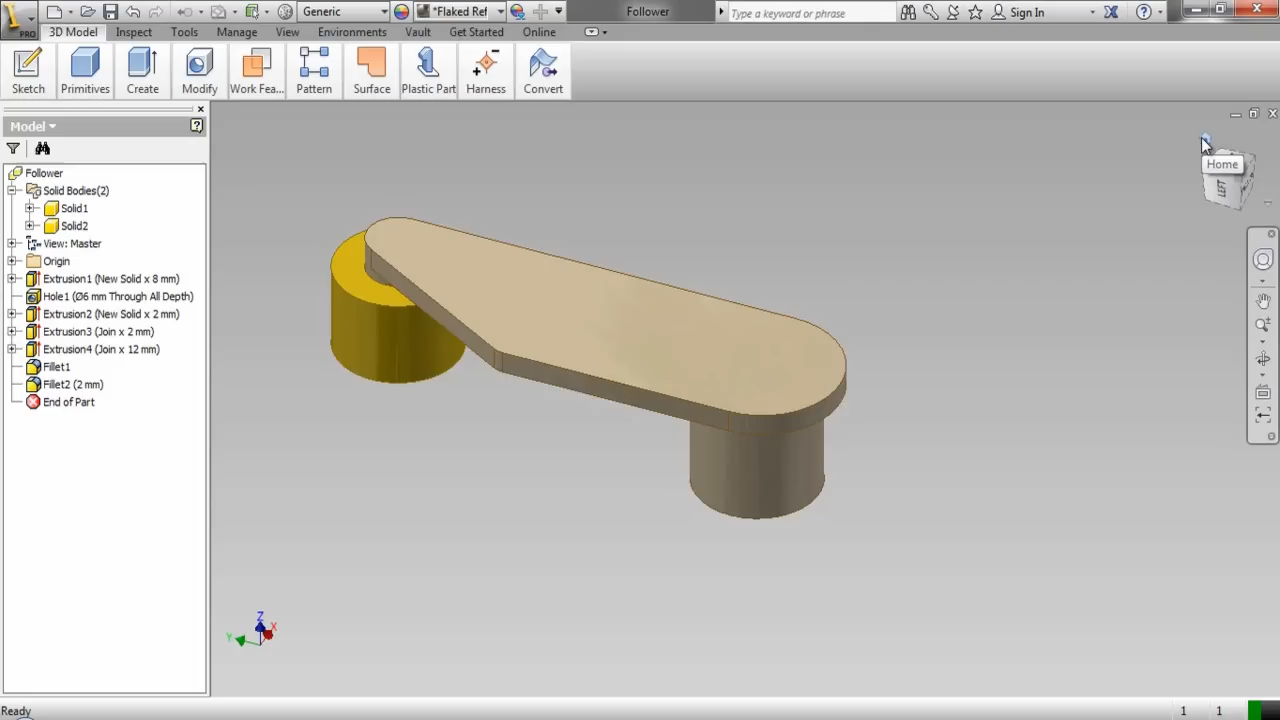 PRO
Generic
*Flaked Ref
Follower
Type a keyword or phrase
Sign In
3D Model
Inspect
Tools
Manage
View
Environments
Vault
Get Started
Online
Sketch
Primitives
Create
Modify
Work Fea...
Pattern
Surface
Plastic Part
Harness
Convert
Model
Follower
Solid Bodies(2)
Solid1
Solid2
View: Master
Origin
Extrusion1 (New Solid x 8 mm)
Hole1 (Ø6 mm Through All Depth)
Extrusion2 (New Solid x 2 mm)
Extrusion3 (Join x 2 mm)
Extrusion4 (Join x 12 mm)
Fillet1
Fillet2 (2 mm)
End of Part
Home
LEFT
Z
X
Y
Ready
1
1